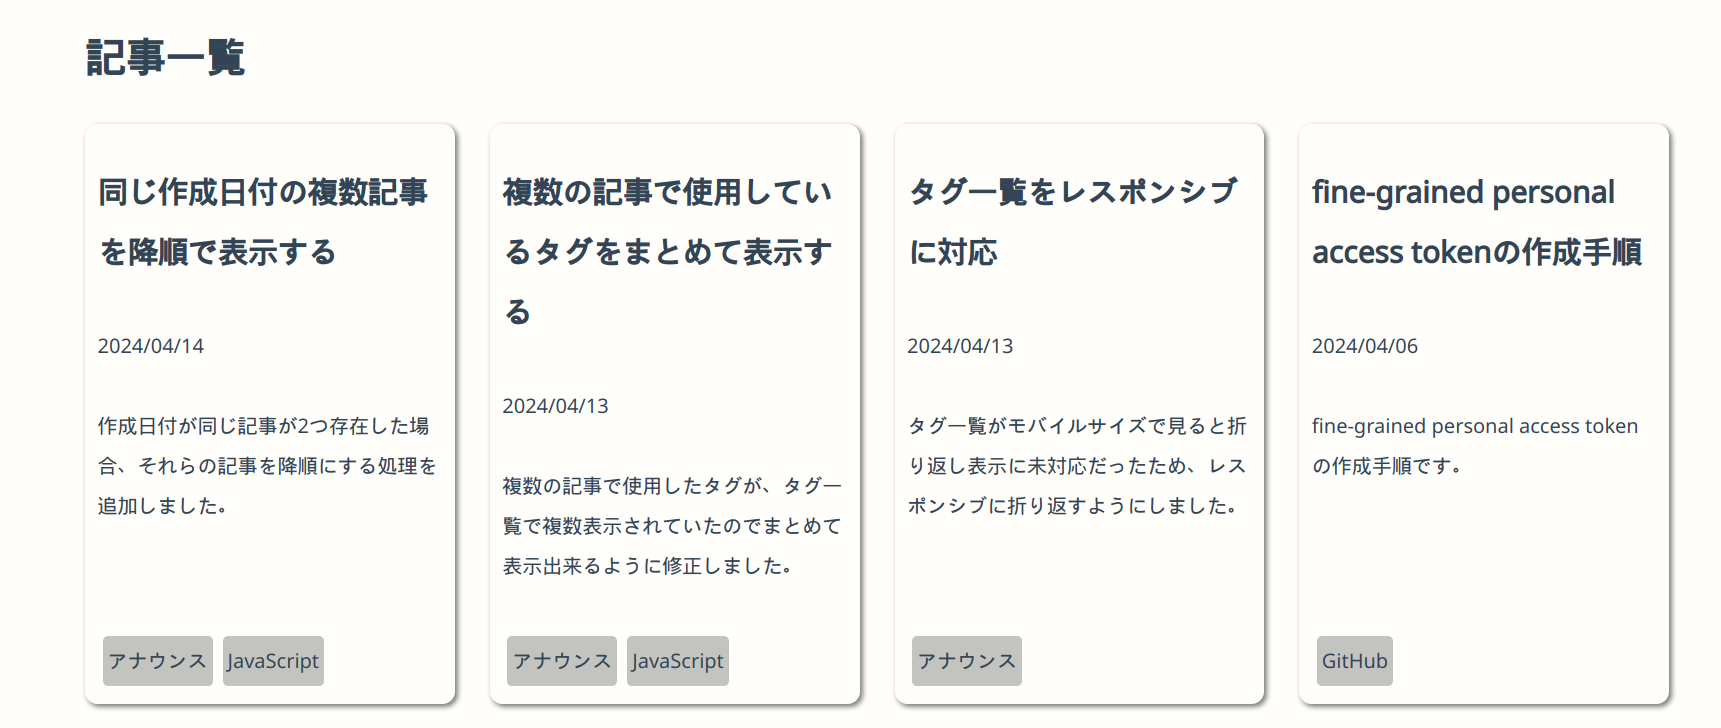 記事一覧
同じ作成日付の複数記事
を降順で表示する
2024/04/14
作成日付が同じ記事が2つ存在した場
合、それらの記事を降順にする処理を
追加しました。
アナウンス JavaScript
複数の記事で使用してい
るタグをまとめて表示す
る
2024/04/13
複数の記事で使用したタグが、タグ一
覧で複数表示されていたのでまとめて
表示出来るように修正しました。
アナウンス JavaScript
タグ一覧をレスポンシブ
に対応
2024/04/13
タグ一覧がモバイルサイズで見ると折
り返し表示に未対応だったため、レス
ポンシブに折り返すようにしました。
アナウンス
fine-grained personal
access tokenの作成手順
2024/04/06
fine-grained personal access token
の作成手順です。
GitHub